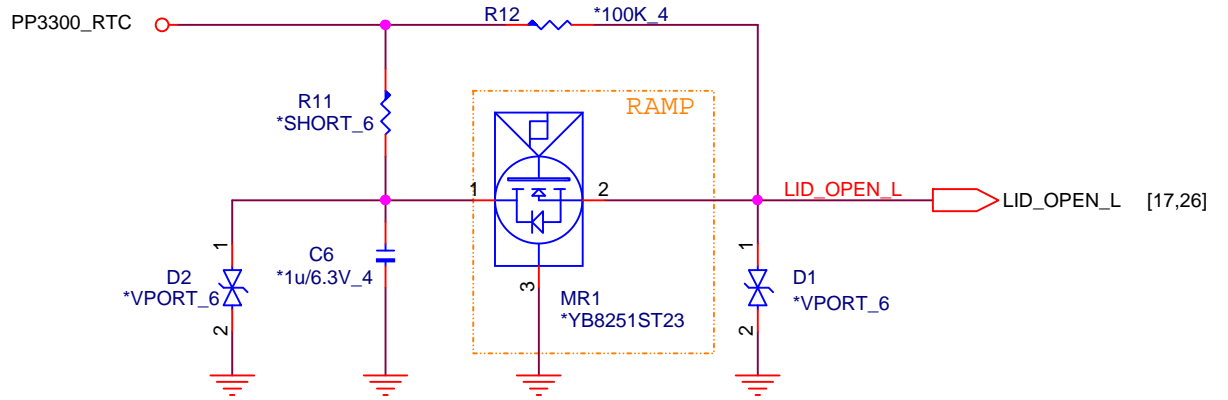 PP3300_RTC
R12 *100K_4
R11
*SHORT_6
RAMP
1
2
LID_OPEN_L
LID_OPEN_L [17,26]
1
D2
*VPORT_6
2
C6
*1u/6.3V_4
3
MR1
*YB8251ST23
1
D1
*VPORT_6
2